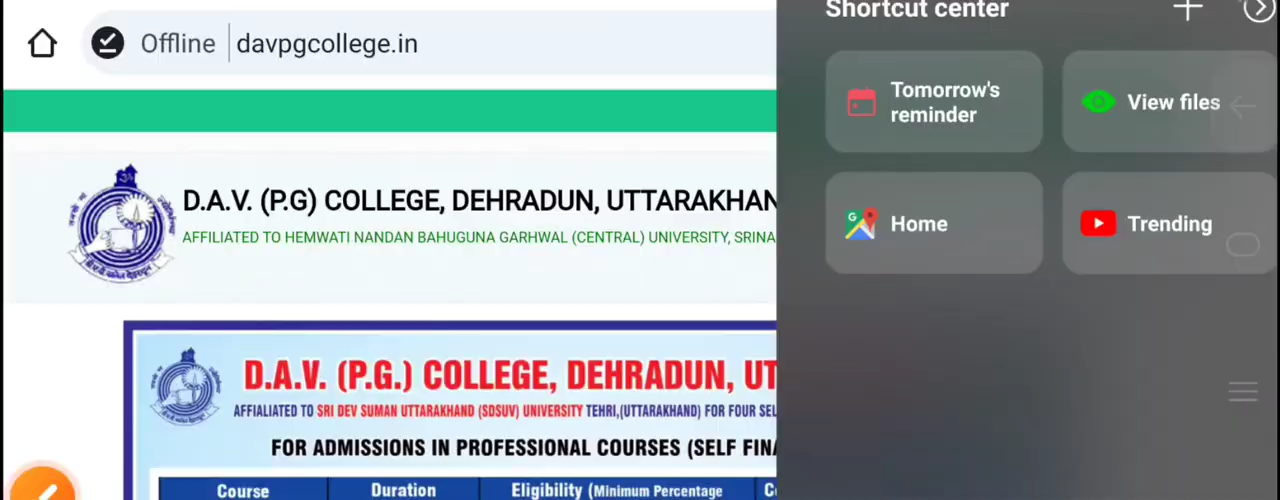 Offline davpgcollege.in
D.A.V. (P.G) COLLEGE, DEHRADUN, UTTARAKHAN
AFFILIATED TO HEMWATI NANDAN BAHUGUNA GARHWAL (CENTRAL) UNIVERSITY, SRINA
D.A.V. (P.G.) COLLEGE, DEHRADUN, UT
AFFIALIATED TO SRI DEV SUMAN UTTARAKHAND (SDSUV) UNIVERSITY TEHRI,(UTTARAKHAND) FOR FOUR SEL
FOR ADMISSIONS IN PROFESSIONAL COURSES (SELF FINA
Course Duration Eligibility (Minimum Percentage
Shortcut center
Tomorrow's
reminder
View files
Home
Trending